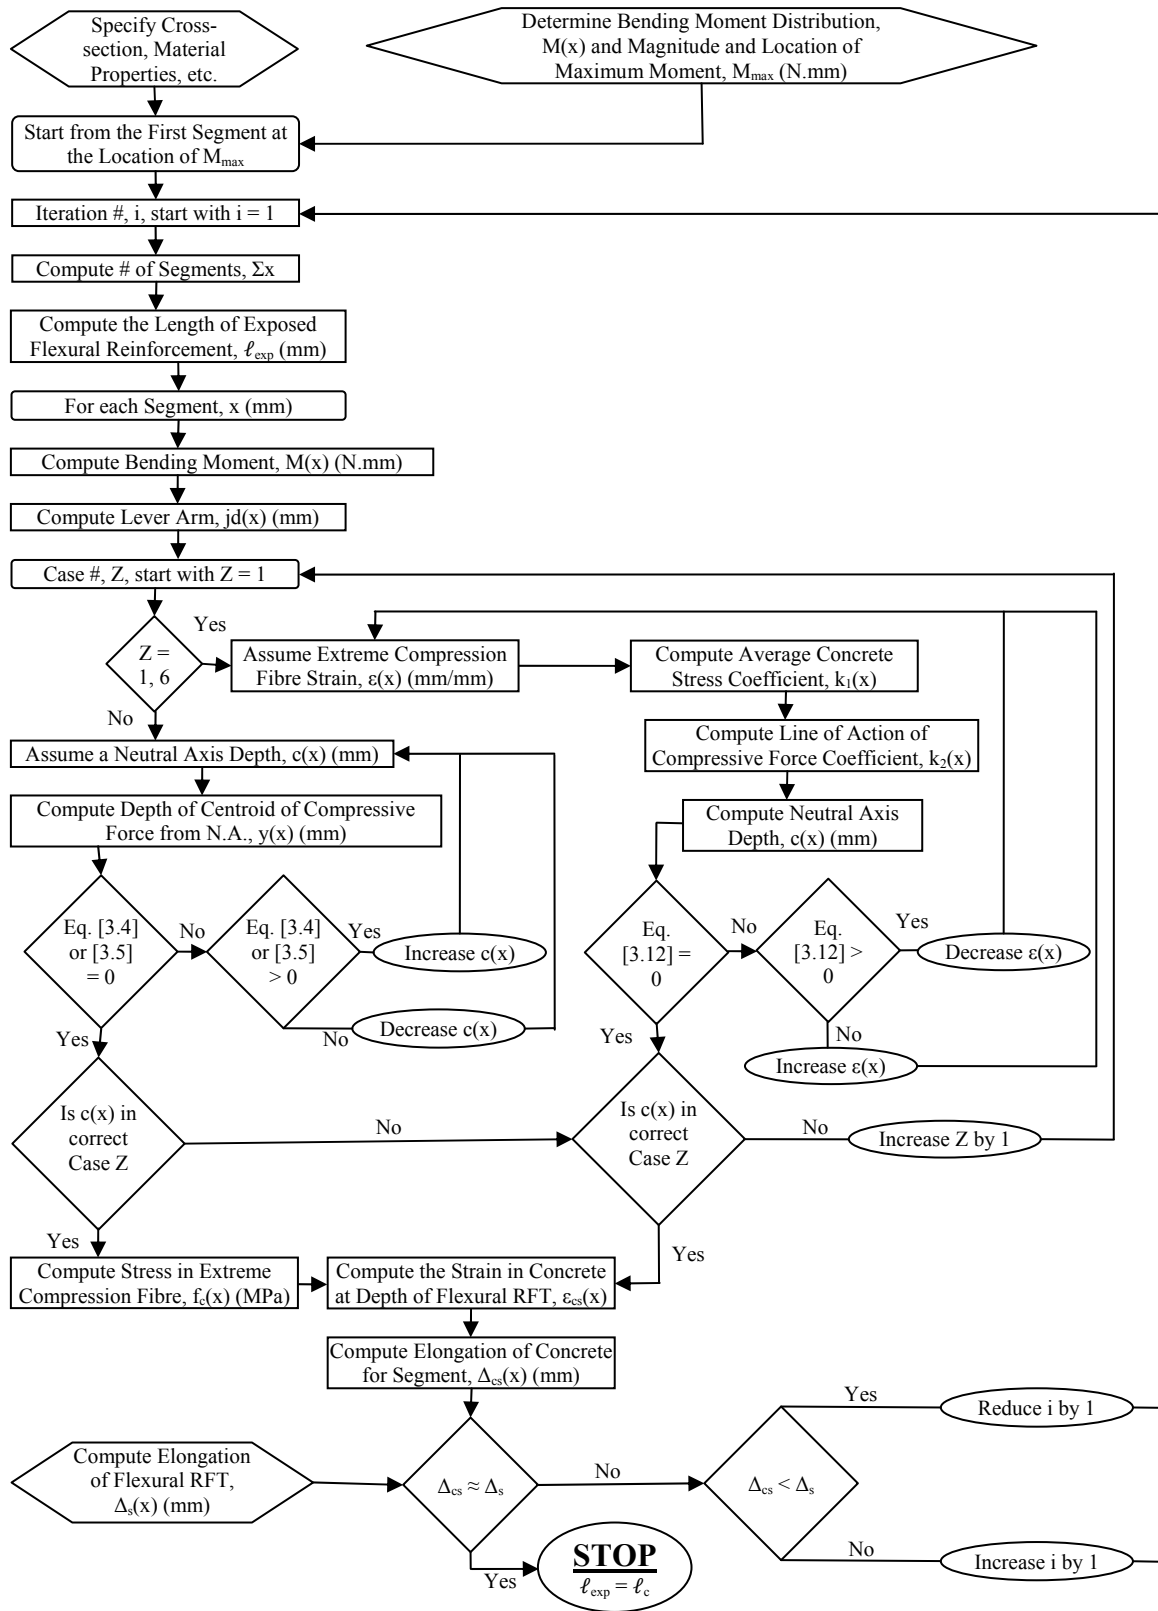 Specify Cross-
section, Material
Properties, etc.
Determine Bending Moment Distribution,
M(x) and Magnitude and Location of
Maximum Moment, Mmax (N.mm)
Start from the First Segment at
the Location of Mmax
Iteration #, i, start with i = 1
Compute # of Segments, Σx
Compute the Length of Exposed
Flexural Reinforcement, ℓexp (mm)
For each Segment, x (mm)
Compute Bending Moment, M(x) (N.mm)
Compute Lever Arm, jd(x) (mm)
Case #, Z, start with Z = 1
Z =
1, 6
Yes
No
Assume Extreme Compression
Fibre Strain, ε(x) (mm/mm)
Compute Average Concrete
Stress Coefficient, k1(x)
Compute Line of Action of
Compressive Force Coefficient, k2(x)
Compute Neutral Axis
Depth, c(x) (mm)
Assume a Neutral Axis Depth, c(x) (mm)
Compute Depth of Centroid of Compressive
Force from N.A., y(x) (mm)
Eq. [3.4]
or [3.5]
= 0
No
Eq. [3.4]
or [3.5]
> 0
Yes
Increase c(x)
No
Decrease c(x)
Yes
Eq.
[3.12] =
0
No
Eq.
[3.12] >
0
Yes
Decrease ε(x)
No
Increase ε(x)
Yes
Is c(x) in
correct
Case Z
No
Is c(x) in
correct
Case Z
No
Increase Z by 1
Yes
Yes
Compute Stress in Extreme
Compression Fibre, fc(x) (MPa)
Compute the Strain in Concrete
at Depth of Flexural RFT, εcs(x)
Compute Elongation of Concrete
for Segment, Δcs(x) (mm)
Compute Elongation
of Flexural RFT,
Δs(x) (mm)
Δcs ≈ Δs
No
Δcs < Δs
Yes
Reduce i by 1
No
Increase i by 1
Yes
STOP
ℓexp = ℓc